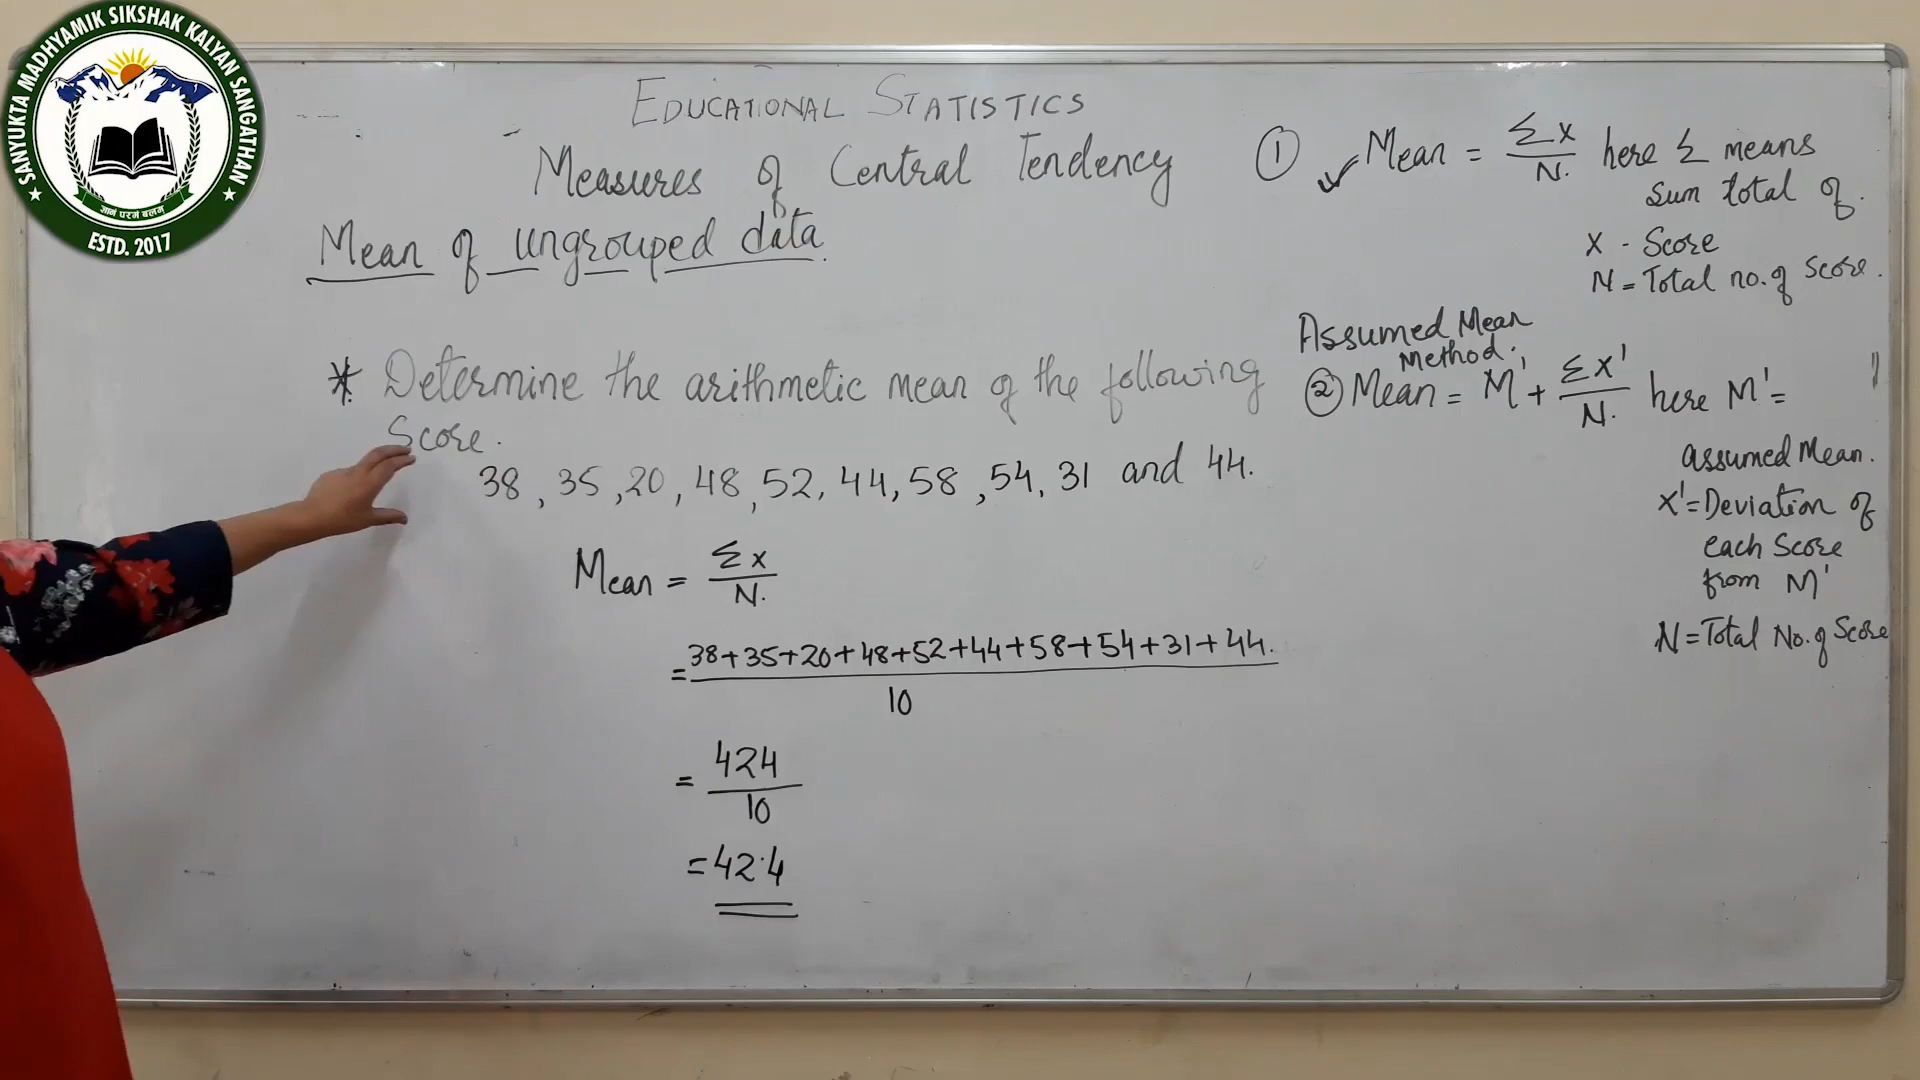 SANYUKTA MADHYAMIK SIKSHAK KALYAN SANGATHAN
ज्ञानं परमं बलम्
ESTD. 2017
EDUCATIONAL STATISTICS
Measures of Central Tendency
Mean of ungrouped data.
* Determine the arithmetic mean of the following
Score.
38, 35, 20, 48, 52, 44, 58, 54, 31 and 44.
Mean = Σx/N.
= 38+35+20+48+52+44+58+54+31+44. / 10
= 424/10
= 42.4
① ✓ Mean = Σx/N. here Σ means
Sum total of.
X - Score
N = Total no. of Score.
Assumed Mean
Method:
② Mean = M' + Σx'/N. here M' =
assumed Mean.
x' = Deviation of
each Score
from M'
N = Total No. of Score